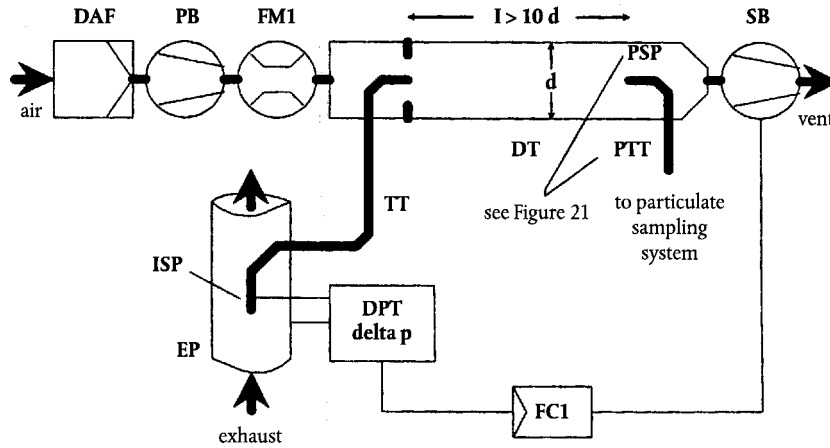 DAF
PB
FM1
l > 10 d
SB
air
d
PSP
vent
DT
PTT
see Figure 21
to particulate
sampling
system
TT
ISP
DPT
delta p
EP
FC1
exhaust